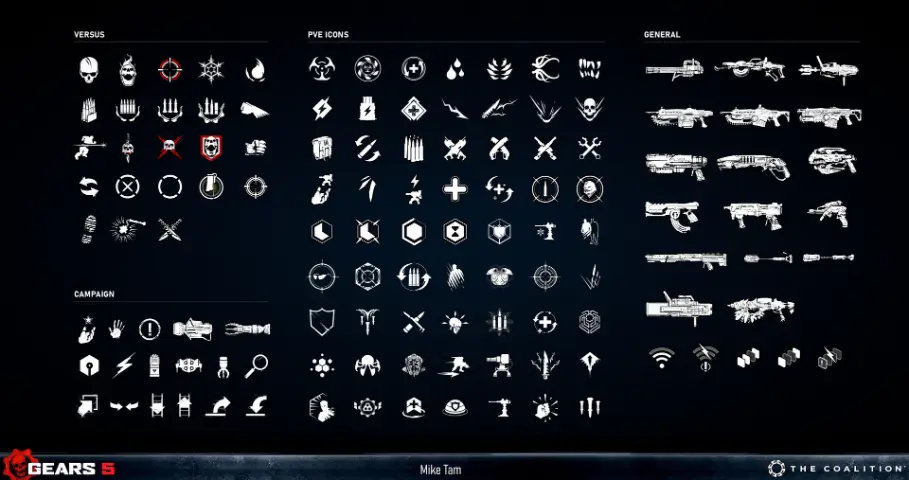 VERSUS
PVE ICONS
GENERAL
CAMPAIGN
GEARS 5
Mike Tam
THE COALITION